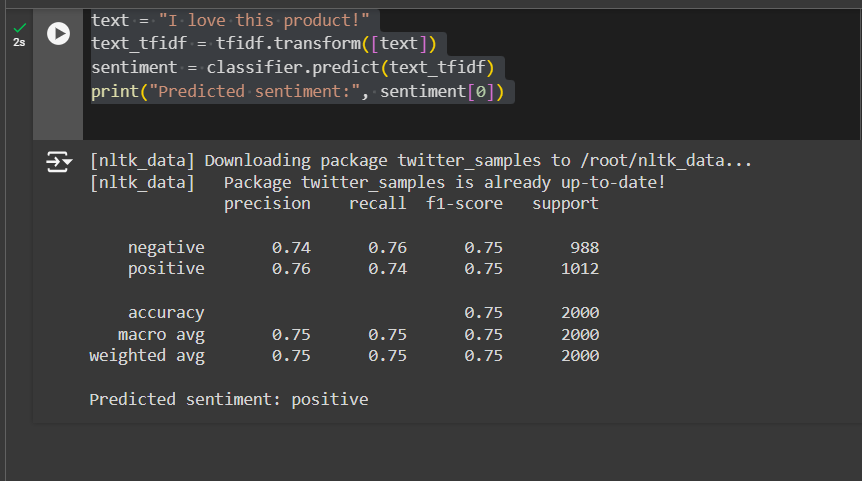 text = "I love this product!"
2s
text_tfidf = tfidf.transform([text])
sentiment = classifier.predict(text_tfidf)
print("Predicted sentiment:", sentiment[0])
[nltk_data] Downloading package twitter_samples to /root/nltk_data...
[nltk_data]   Package twitter_samples is already up-to-date!
              precision    recall  f1-score   support
    negative       0.74      0.76      0.75       988
    positive       0.76      0.74      0.75      1012
    accuracy                           0.75      2000
   macro avg       0.75      0.75      0.75      2000
weighted avg       0.75      0.75      0.75      2000
Predicted sentiment: positive